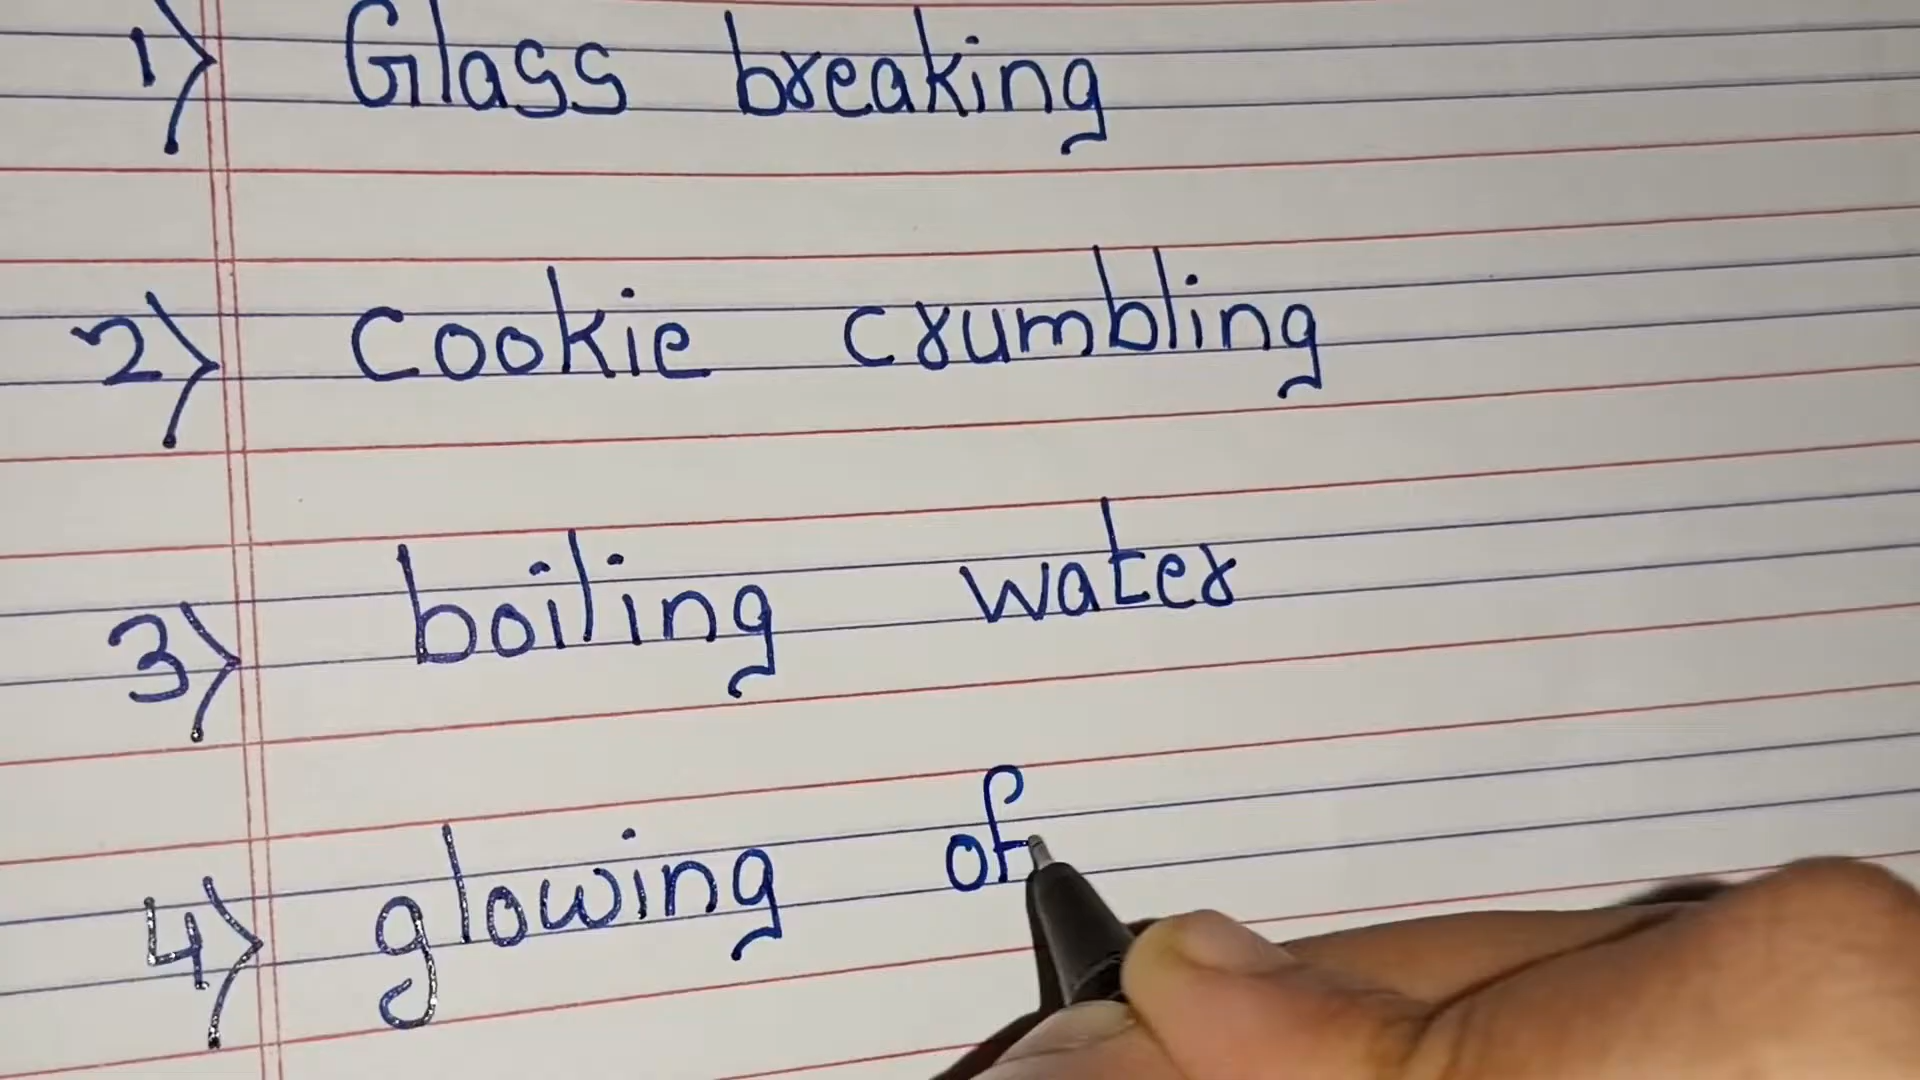 1) Glass breaking
2) cookie crumbling
3) boiling water
4) glowing of